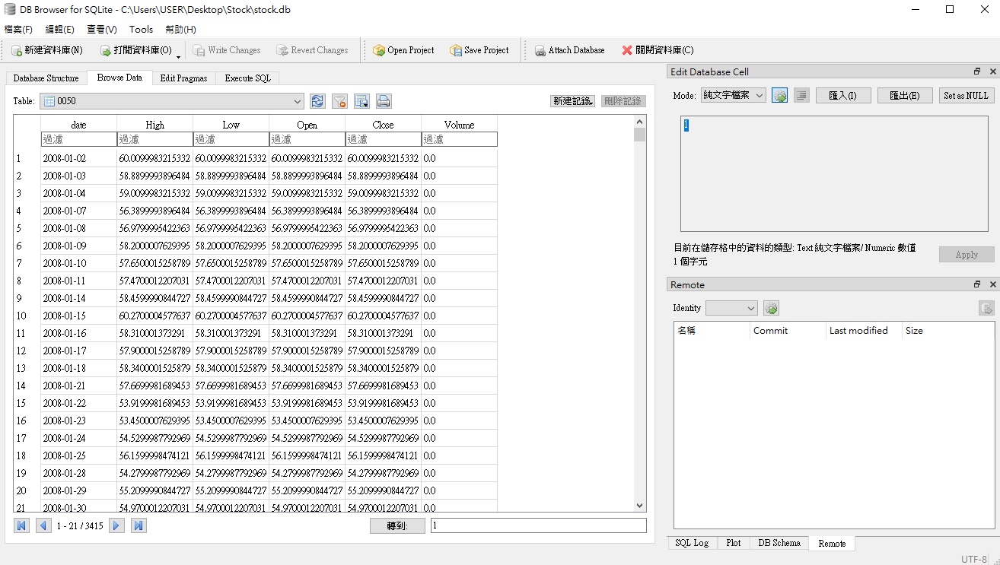 DB Browser for SQLite - C:\Users\USER\Desktop\Stock\stock.db
檔案(F) 編輯(E) 查看(V) Tools 幫助(H)
新建資料庫(N) 打開資料庫(O) Write Changes Revert Changes Open Project Save Project Attach Database 關閉資料庫(C)
Database Structure Browse Data Edit Pragmas Execute SQL
Table: 0050 新建記錄 刪除記錄
date High Low Open Close Volume
過濾 過濾 過濾 過濾 過濾 過濾
1 2008-01-02 60.0099983215332 60.0099983215332 60.0099983215332 60.0099983215332 0.0
2 2008-01-03 58.8899993896484 58.8899993896484 58.8899993896484 58.8899993896484 0.0
3 2008-01-04 59.0099983215332 59.0099983215332 59.0099983215332 59.0099983215332 0.0
4 2008-01-07 56.3899993896484 56.3899993896484 56.3899993896484 56.3899993896484 0.0
5 2008-01-08 56.9799995422363 56.9799995422363 56.9799995422363 56.9799995422363 0.0
6 2008-01-09 58.2000007629395 58.2000007629395 58.2000007629395 58.2000007629395 0.0
7 2008-01-10 57.6500015258789 57.6500015258789 57.6500015258789 57.6500015258789 0.0
8 2008-01-11 57.4700012207031 57.4700012207031 57.4700012207031 57.4700012207031 0.0
9 2008-01-14 58.4599990844727 58.4599990844727 58.4599990844727 58.4599990844727 0.0
10 2008-01-15 60.2700004577637 60.2700004577637 60.2700004577637 60.2700004577637 0.0
11 2008-01-16 58.310001373291 58.310001373291 58.310001373291 58.310001373291 0.0
12 2008-01-17 57.9000015258789 57.9000015258789 57.9000015258789 57.9000015258789 0.0
13 2008-01-18 58.3400001525879 58.3400001525879 58.3400001525879 58.3400001525879 0.0
14 2008-01-21 57.6699981689453 57.6699981689453 57.6699981689453 57.6699981689453 0.0
15 2008-01-22 53.9199981689453 53.9199981689453 53.9199981689453 53.9199981689453 0.0
16 2008-01-23 53.4500007629395 53.4500007629395 53.4500007629395 53.4500007629395 0.0
17 2008-01-24 54.5299987792969 54.5299987792969 54.5299987792969 54.5299987792969 0.0
18 2008-01-25 56.1599998474121 56.1599998474121 56.1599998474121 56.1599998474121 0.0
19 2008-01-28 54.2799987792969 54.2799987792969 54.2799987792969 54.2799987792969 0.0
20 2008-01-29 55.2099990844727 55.2099990844727 55.2099990844727 55.2099990844727 0.0
21 2008-01-30 54.9700012207031 54.9700012207031 54.9700012207031 54.9700012207031 0.0
1 - 21 / 3415 轉到: 1
Edit Database Cell
Mode: 純文字檔案 匯入(I) 匯出(E) Set as NULL
1
目前在儲存格中的資料的類型: Text 純文字檔案/ Numeric 數值
1 個字元
Apply
Remote
Identity
名稱 Commit Last modified Size
SQL Log Plot DB Schema Remote
UTF-8